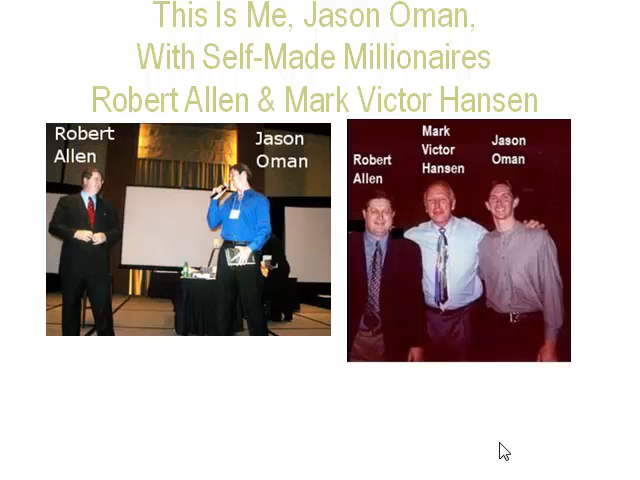 This Is Me, Jason Oman,
With Self-Made Millionaires
Robert Allen & Mark Victor Hansen
Robert
Allen
Jason
Oman
Robert
Allen
Mark
Victor
Hansen
Jason
Oman